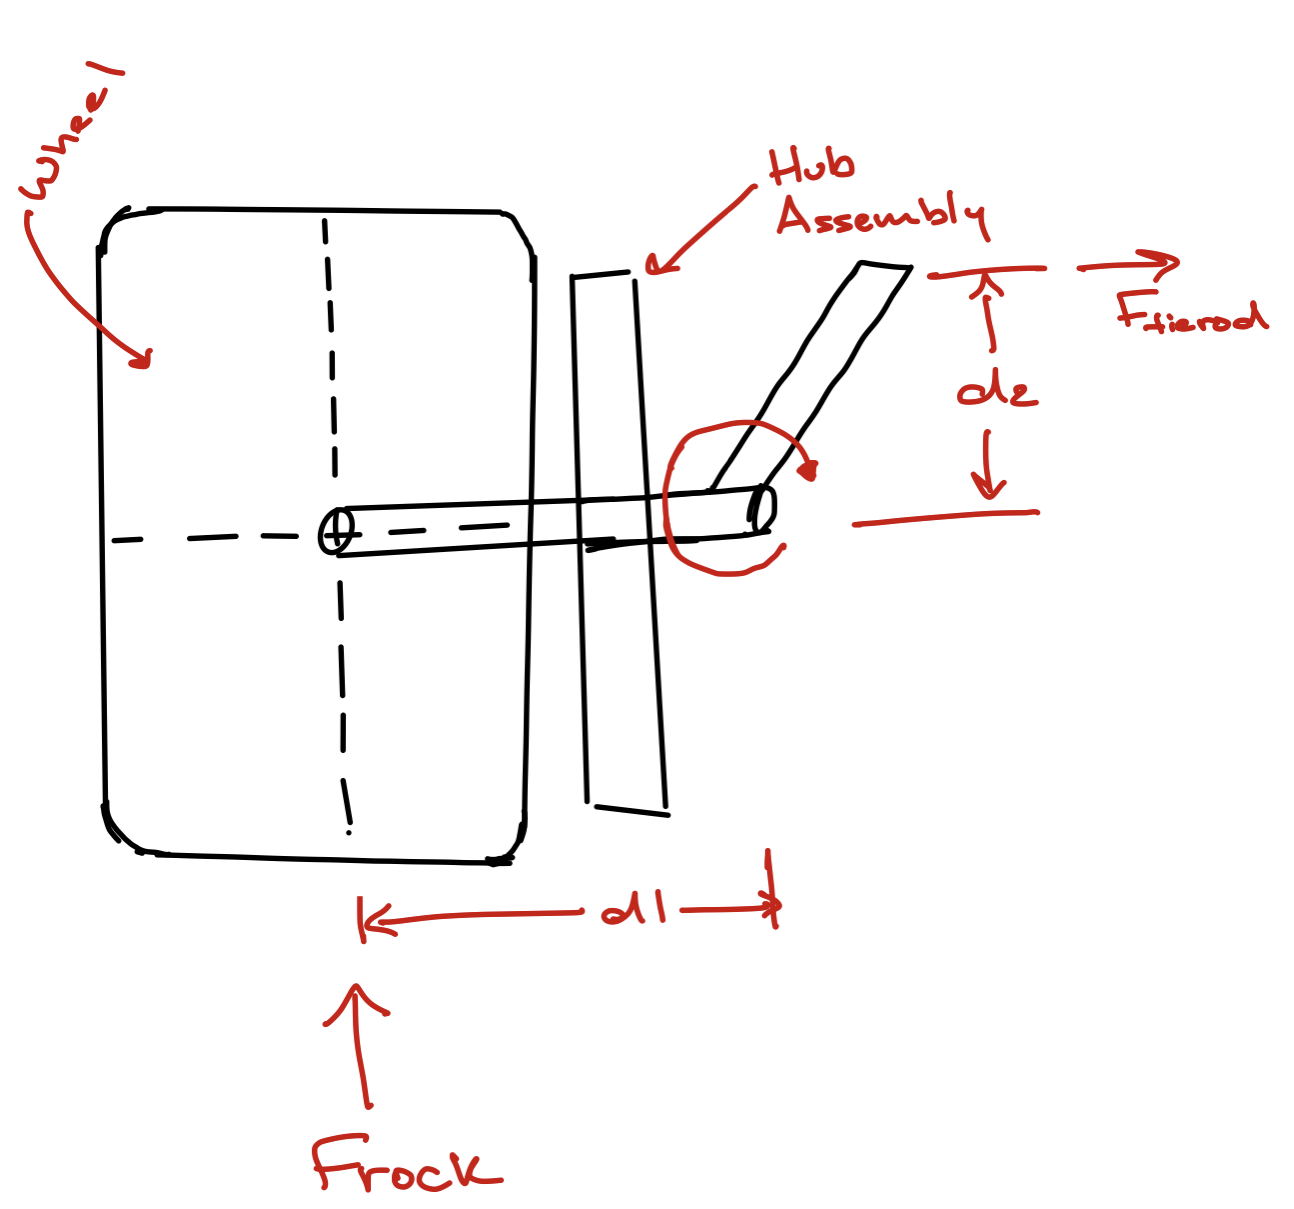 Wheel
Hub
Assembly
Ftierod
d2
d1
Frock